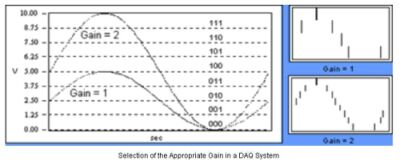 10.00
8.75
7.50
6.25
V 5.00
3.75
2.50
1.25
0.00
Gain = 2
Gain = 1
111
110
101
100
011
010
001
000
sec
Gain = 1
Gain = 2
Selection of the Appropriate Gain in a DAQ System